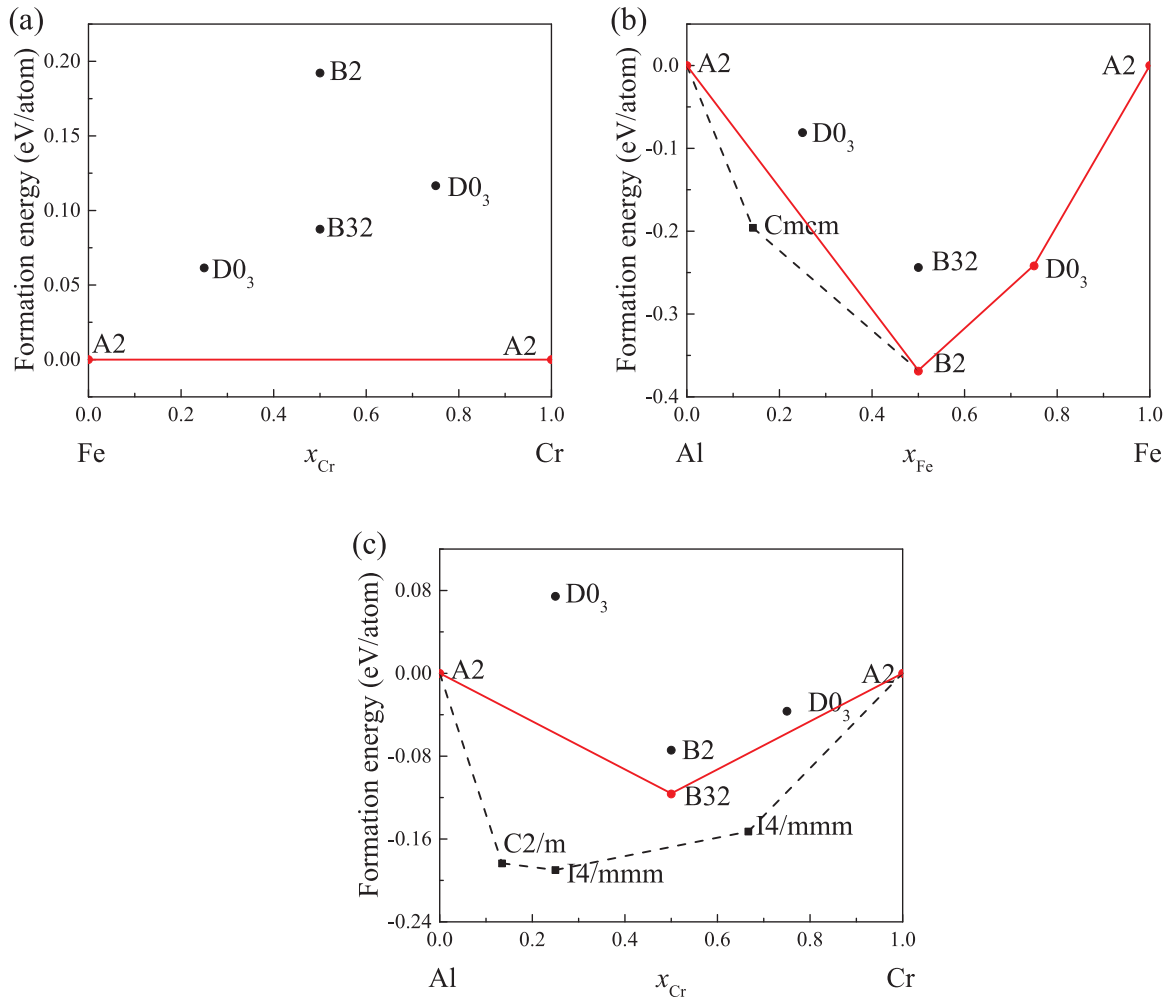 (a)
Formation energy (eV/atom)
0.20
0.15
0.10
0.05
0.00
B2
D0₃
B32
D0₃
A2
A2
0.0 0.2 0.4 0.6 0.8 1.0
Fe x_Cr Cr
(b)
Formation energy (eV/atom)
0.0
-0.1
-0.2
-0.3
-0.4
A2
A2
D0₃
Cmcm
B32
D0₃
B2
0.0 0.2 0.4 0.6 0.8 1.0
Al x_Fe Fe
(c)
Formation energy (eV/atom)
0.08
0.00
-0.08
-0.16
-0.24
D0₃
A2
A2
D0₃
B2
B32
C2/m
I4/mmm
I4/mmm
0.0 0.2 0.4 0.6 0.8 1.0
Al x_Cr Cr